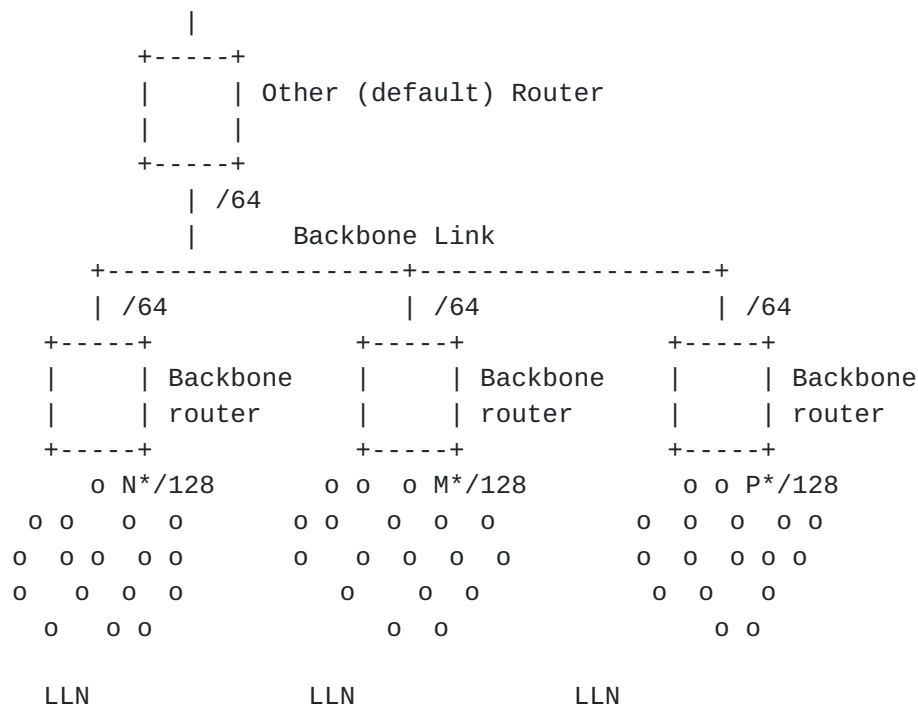 Other (default) Router
/64
Backbone Link
/64 /64 /64
Backbone Backbone Backbone
router router router
o N*/128 o o o M*/128 o o P*/128
o o o o o o o o o o o o o o
o o o o o o o o o o o o o o o
o o o o o o o o o o
o o o o o o o
LLN LLN LLN